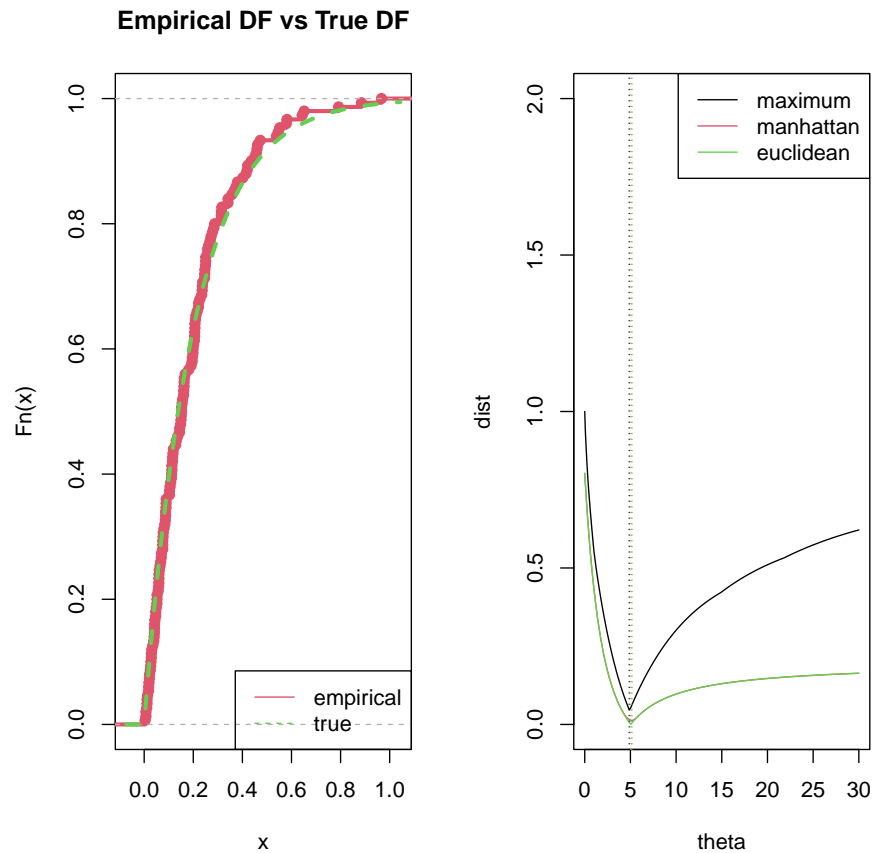 Empirical DF vs True DF
Fn(x)
1.0
0.8
0.6
0.4
0.2
0.0
empirical
true
0.0 0.2 0.4 0.6 0.8 1.0
x
dist
2.0
1.5
1.0
0.5
0.0
maximum
manhattan
euclidean
0 5 10 15 20 25 30
theta